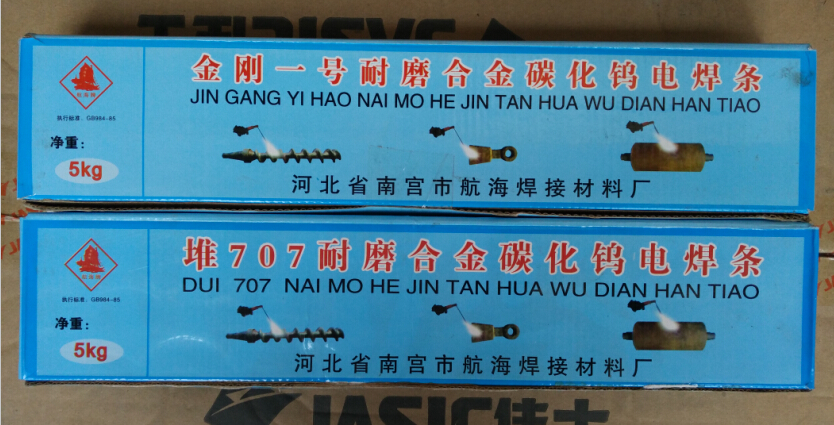 金刚一号耐磨合金碳化钨电焊条
JIN GANG YI HAO NAI MO HE JIN TAN HUA WU DIAN HAN TIAO
执行标准：GB984-85
净重：
5kg
河北省南宫市航海焊接材料厂
堆707耐磨合金碳化钨电焊条
DUI 707 NAI MO HE JIN TAN HUA WU DIAN HAN TIAO
执行标准：GB984-85
净重：
5kg
河北省南宫市航海焊接材料厂
JASIC佳士